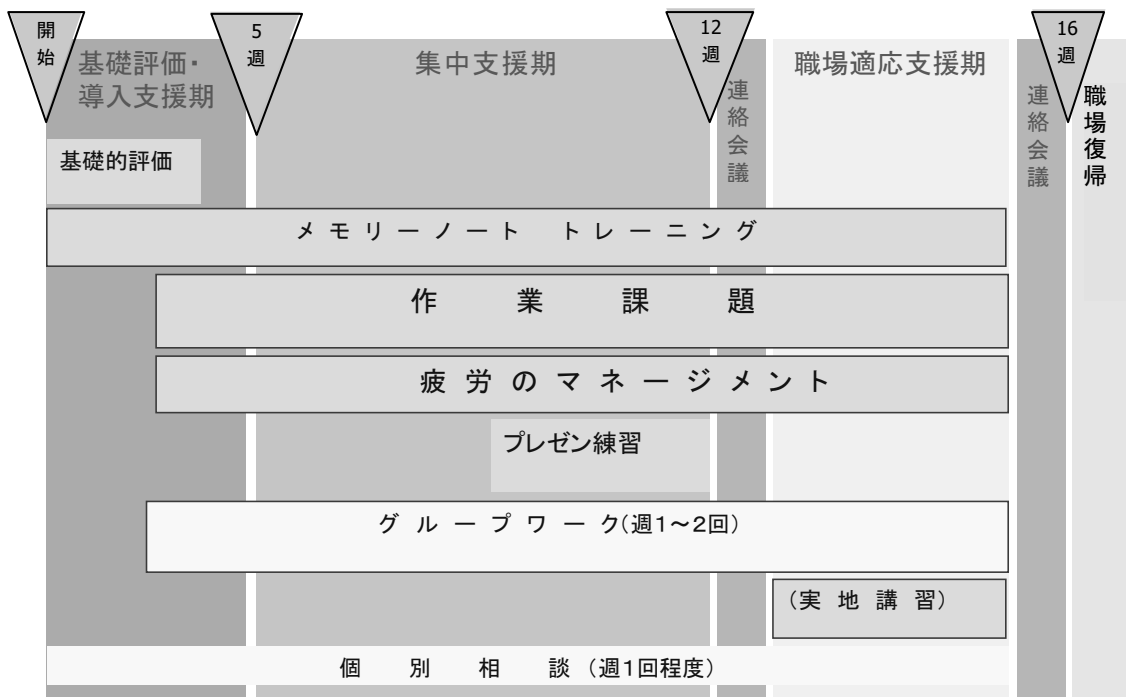 開始
5週
12週
16週
基礎評価・
導入支援期
集中支援期
連絡会議
職場適応支援期
連絡会議
職場復帰
基礎的評価
メモリーノート トレーニング
作業課題
疲労のマネージメント
プレゼン練習
グループワーク(週1～2回)
(実地講習)
個別相談(週1回程度)